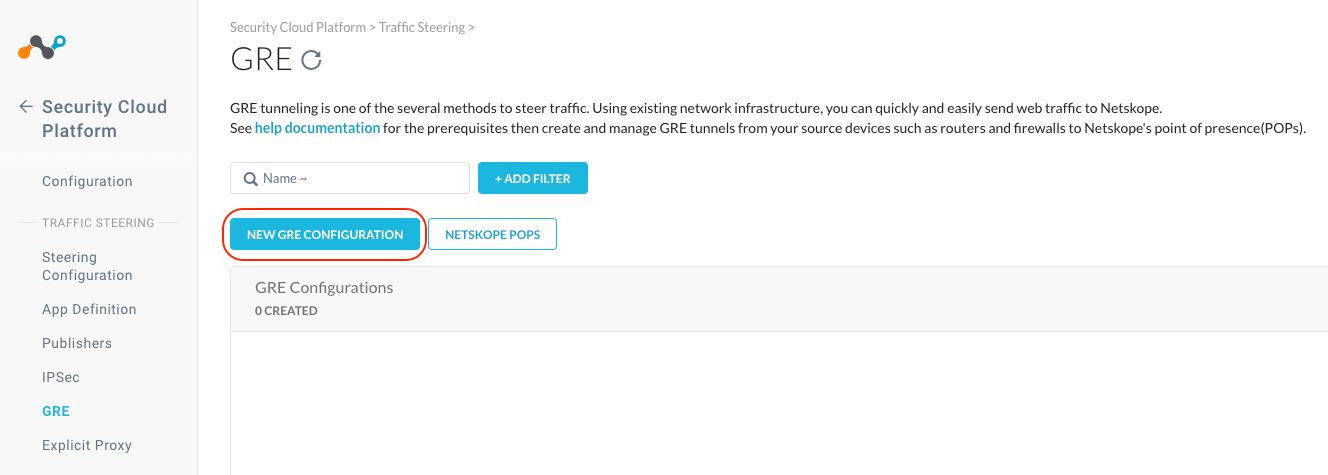 Security Cloud Platform > Traffic Steering >
GRE
← Security Cloud
Platform
GRE tunneling is one of the several methods to steer traffic. Using existing network infrastructure, you can quickly and easily send web traffic to Netskope.
See help documentation for the prerequisites then create and manage GRE tunnels from your source devices such as routers and firewalls to Netskope's point of presence(POPs).
Configuration
Name ~
+ ADD FILTER
TRAFFIC STEERING
NEW GRE CONFIGURATION
NETSKOPE POPS
Steering
Configuration
GRE Configurations
0 CREATED
App Definition
Publishers
IPSec
GRE
Explicit Proxy